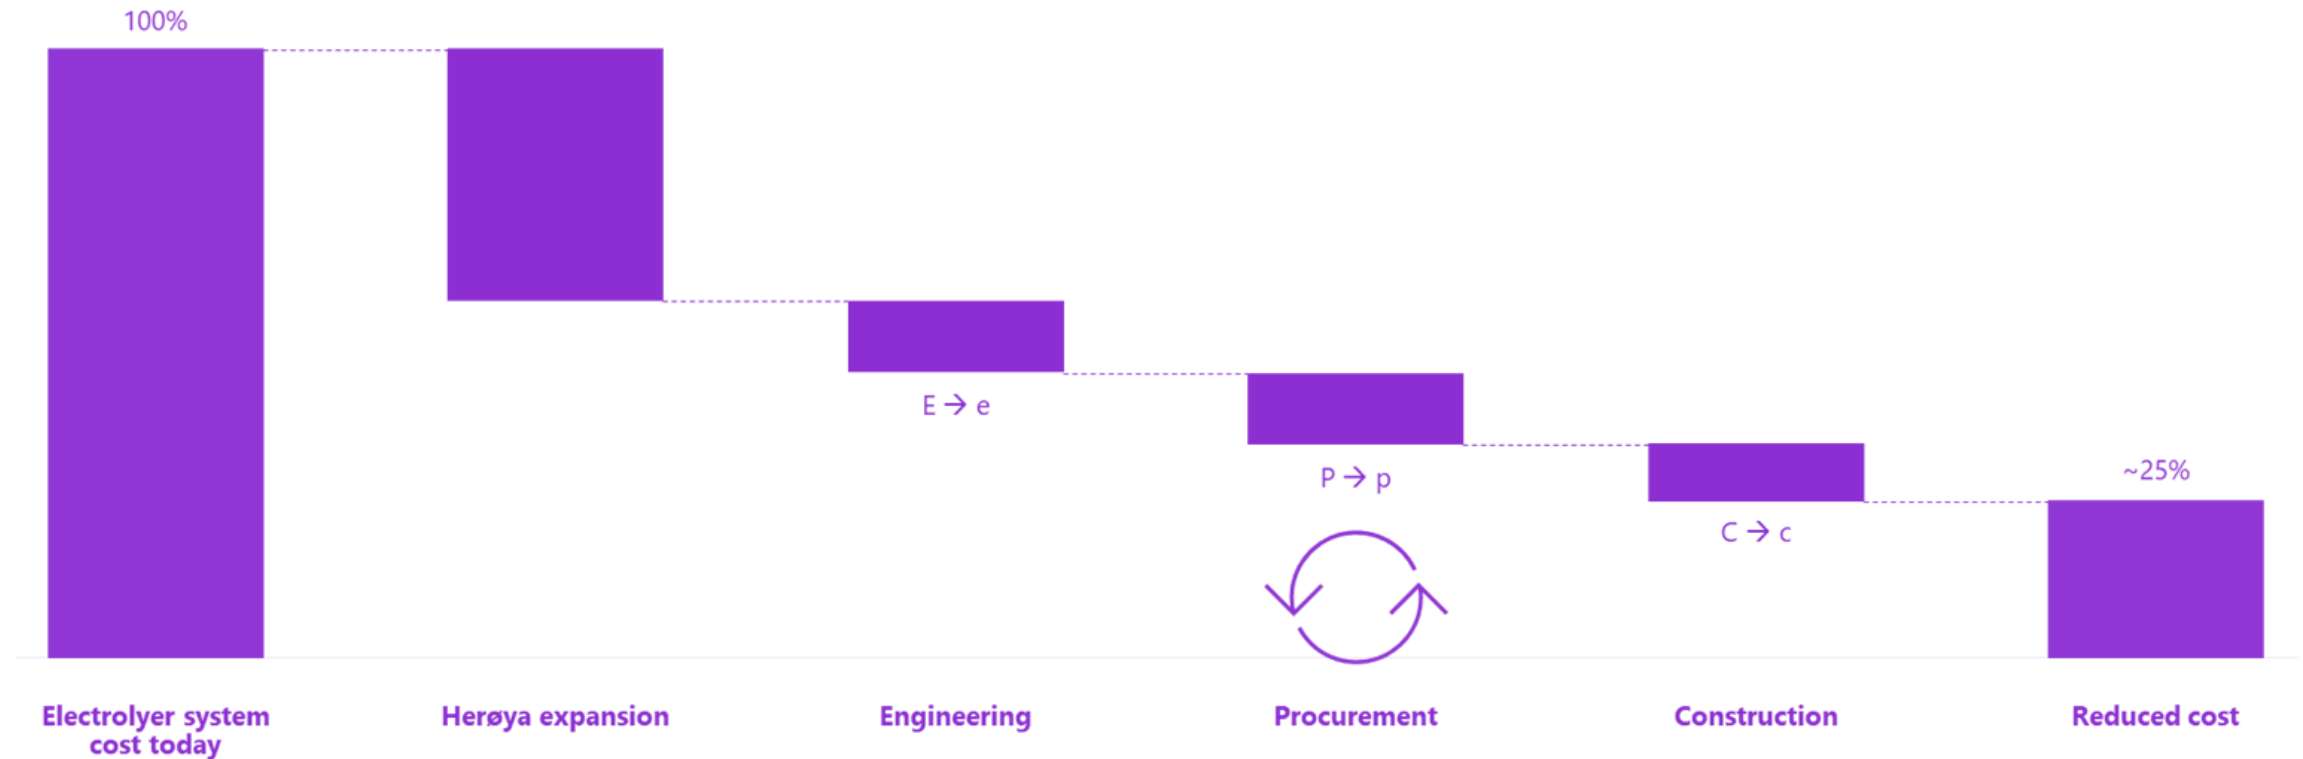 100%
E → e
P → p
~25%
C → c
Electrolyer system
cost today
Herøya expansion
Engineering
Procurement
Construction
Reduced cost